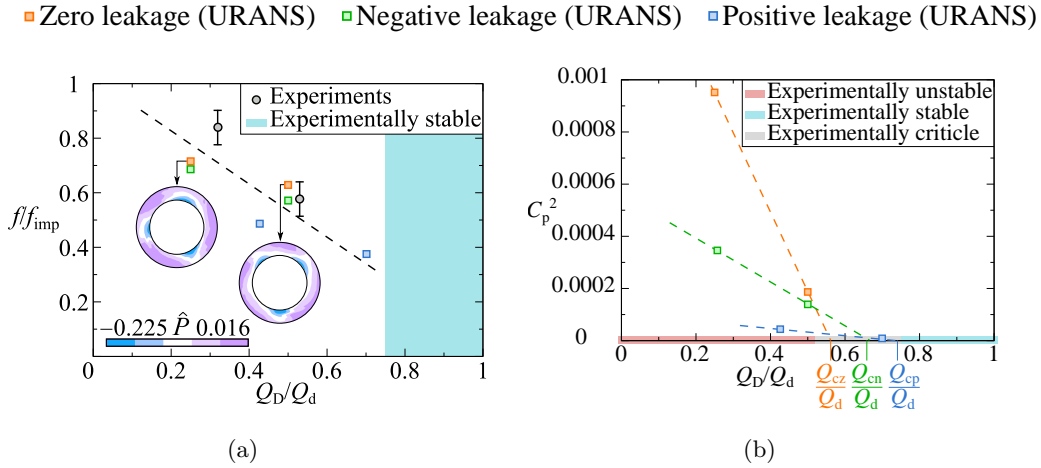 Zero leakage (URANS) Negative leakage (URANS) Positive leakage (URANS)
f/f_imp
1
0.8
0.6
0.4
0.2
0
Experiments
Experimentally stable
−0.225 P̂ 0.016
0 0.2 0.4 0.6 0.8 1
Q_D/Q_d
(a)
C_p^2
0.001
0.0008
0.0006
0.0004
0.0002
0
Experimentally unstable
Experimentally stable
Experimentally criticle
0 0.2 0.4 0.6 0.8 1
Q_D/Q_d
Q_cz/Q_d Q_cn/Q_d Q_cp/Q_d
(b)